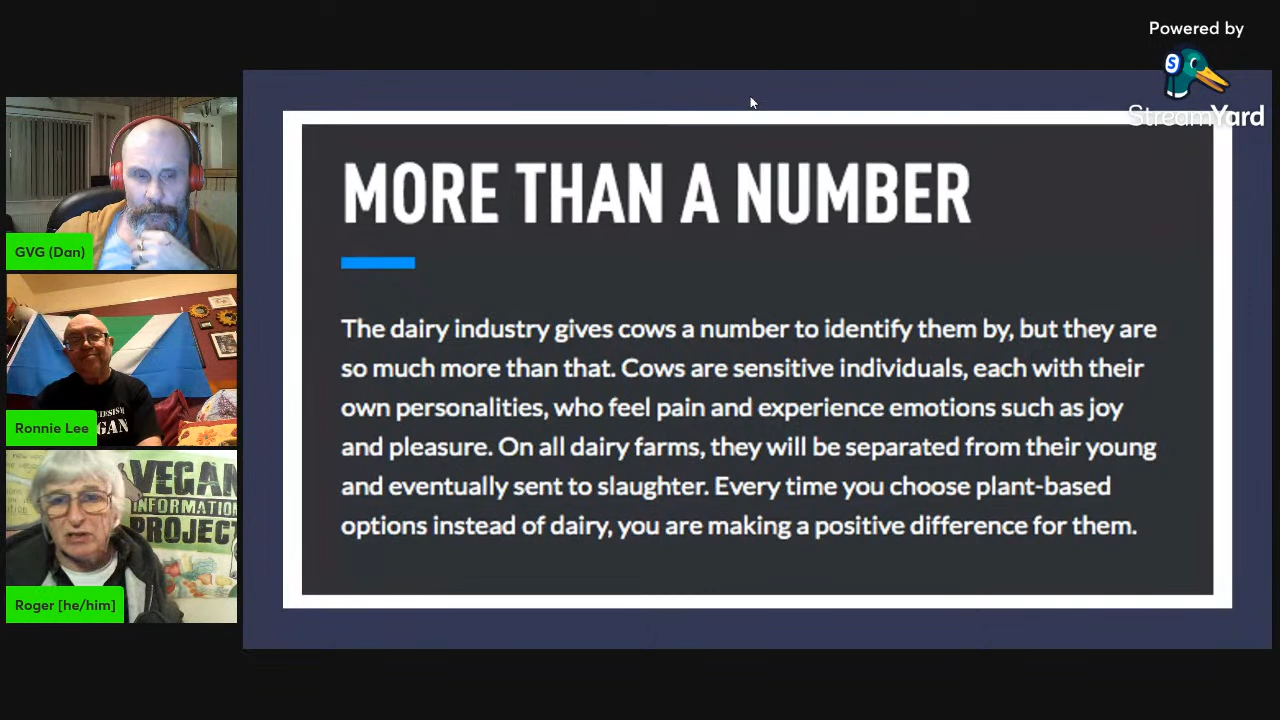 Powered by
S
StreamYard
MORE THAN A NUMBER
The dairy industry gives cows a number to identify them by, but they are
so much more than that. Cows are sensitive individuals, each with their
own personalities, who feel pain and experience emotions such as joy
and pleasure. On all dairy farms, they will be separated from their young
and eventually sent to slaughter. Every time you choose plant-based
options instead of dairy, you are making a positive difference for them.
GVG (Dan)
GAN
Ronnie Lee
VEGAN
INFORMATION
PROJECT
Roger [he/him]